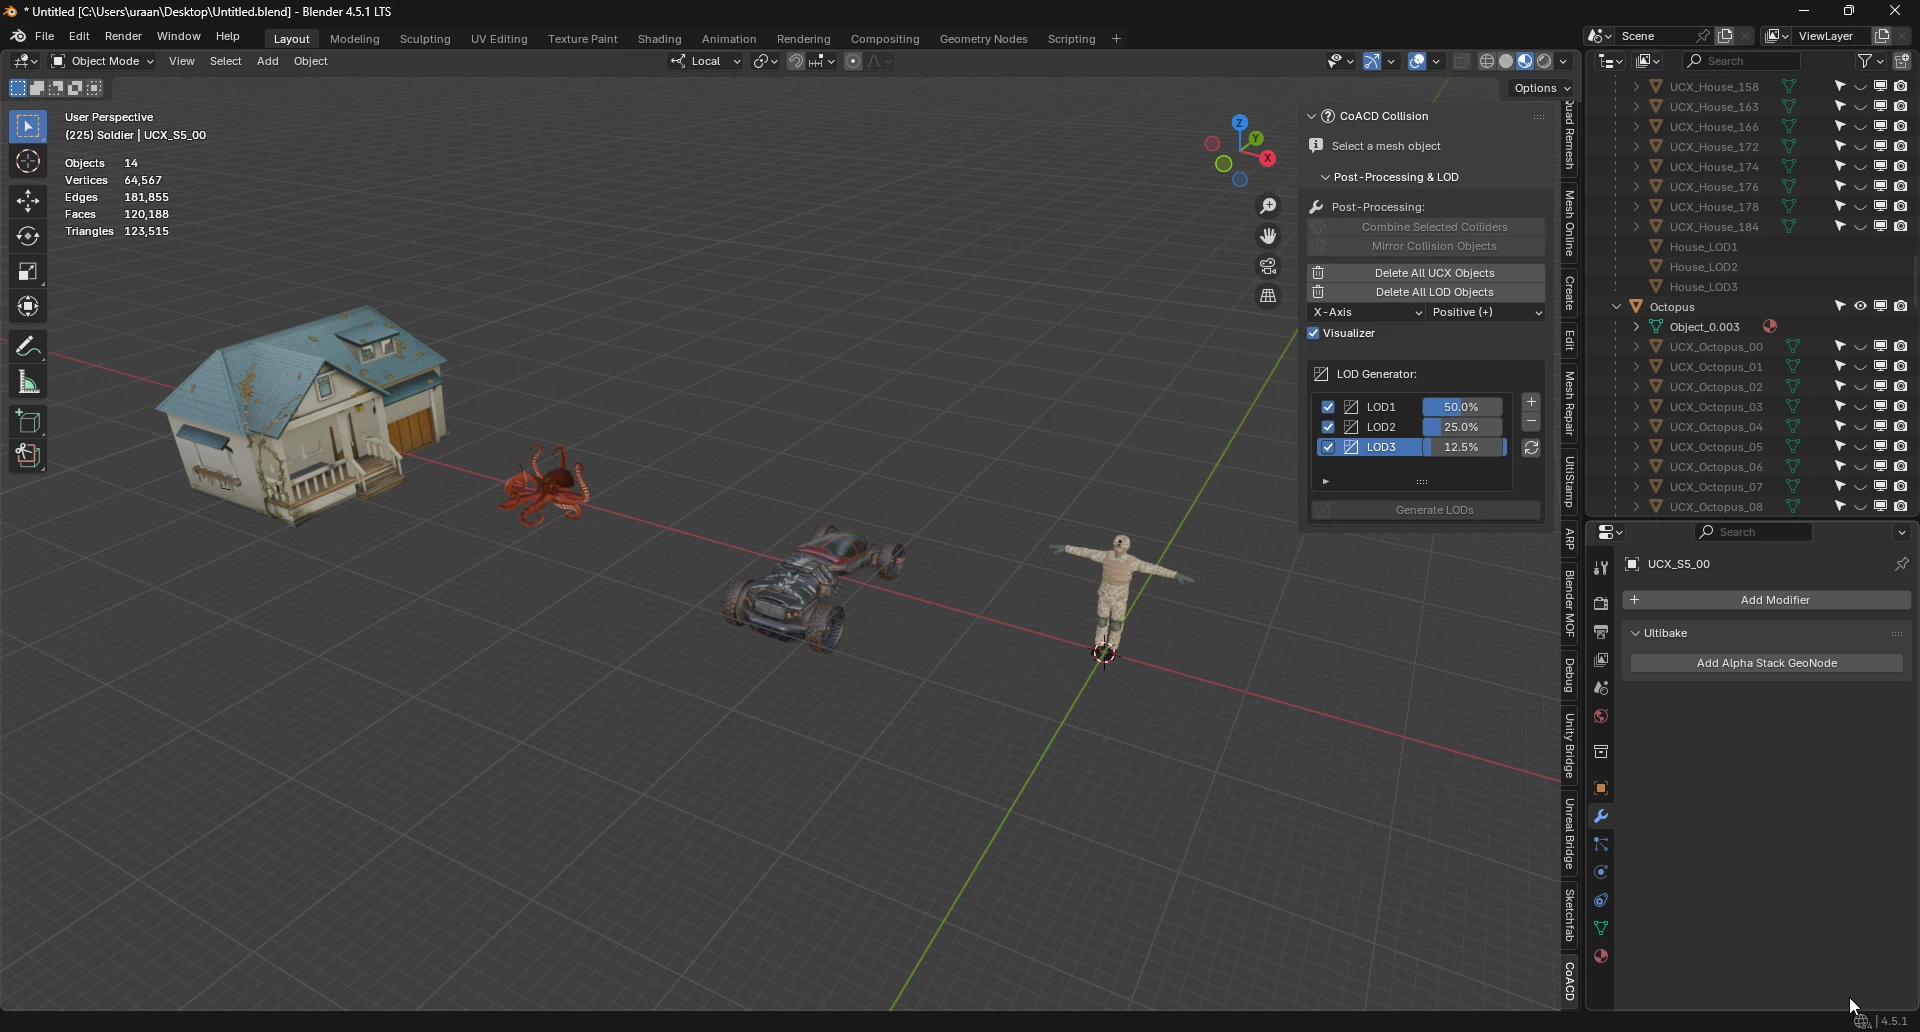 * Untitled [C:\Users\uraan\Desktop\Untitled.blend] - Blender 4.5.1 LTS
File Edit Render Window Help
Layout Modeling Sculpting UV Editing Texture Paint Shading Animation Rendering Compositing Geometry Nodes Scripting +
Scene
ViewLayer
Object Mode View Select Add Object
Local
Options
User Perspective
(225) Soldier | UCX_S5_00
Objects 14
Vertices 64,567
Edges 181,855
Faces 120,188
Triangles 123,515
Z
Y
X
CoACD Collision
Select a mesh object
Post-Processing & LOD
Post-Processing:
Combine Selected Colliders
Mirror Collision Objects
Delete All UCX Objects
Delete All LOD Objects
X-Axis Positive (+)
Visualizer
LOD Generator:
LOD1 50.0%
LOD2 25.0%
LOD3 12.5%
Generate LODs
Quad Remesh
Mesh Online
Create
Edit
Mesh Repair
UltiStamp
ARP
Blender MOF
Debug
Unity Bridge
Unreal Bridge
Sketchfab
CoACD
Search
UCX_House_158
UCX_House_163
UCX_House_166
UCX_House_172
UCX_House_174
UCX_House_176
UCX_House_178
UCX_House_184
House_LOD1
House_LOD2
House_LOD3
Octopus
Object_0.003
UCX_Octopus_00
UCX_Octopus_01
UCX_Octopus_02
UCX_Octopus_03
UCX_Octopus_04
UCX_Octopus_05
UCX_Octopus_06
UCX_Octopus_07
UCX_Octopus_08
Search
UCX_S5_00
Add Modifier
Ultibake
Add Alpha Stack GeoNode
4.5.1